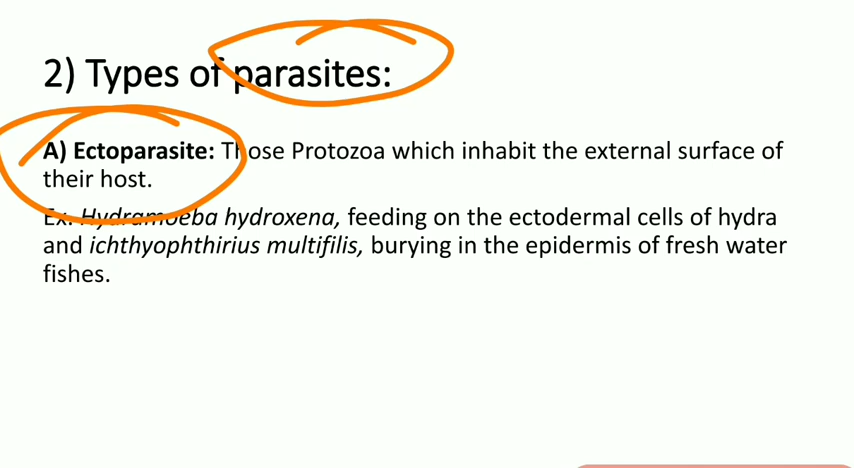 2) Types of parasites:
A) Ectoparasite: Those Protozoa which inhabit the external surface of
their host.
Ex. Hydramoeba hydroxena, feeding on the ectodermal cells of hydra
and ichthyophthirius multifilis, burying in the epidermis of fresh water
fishes.